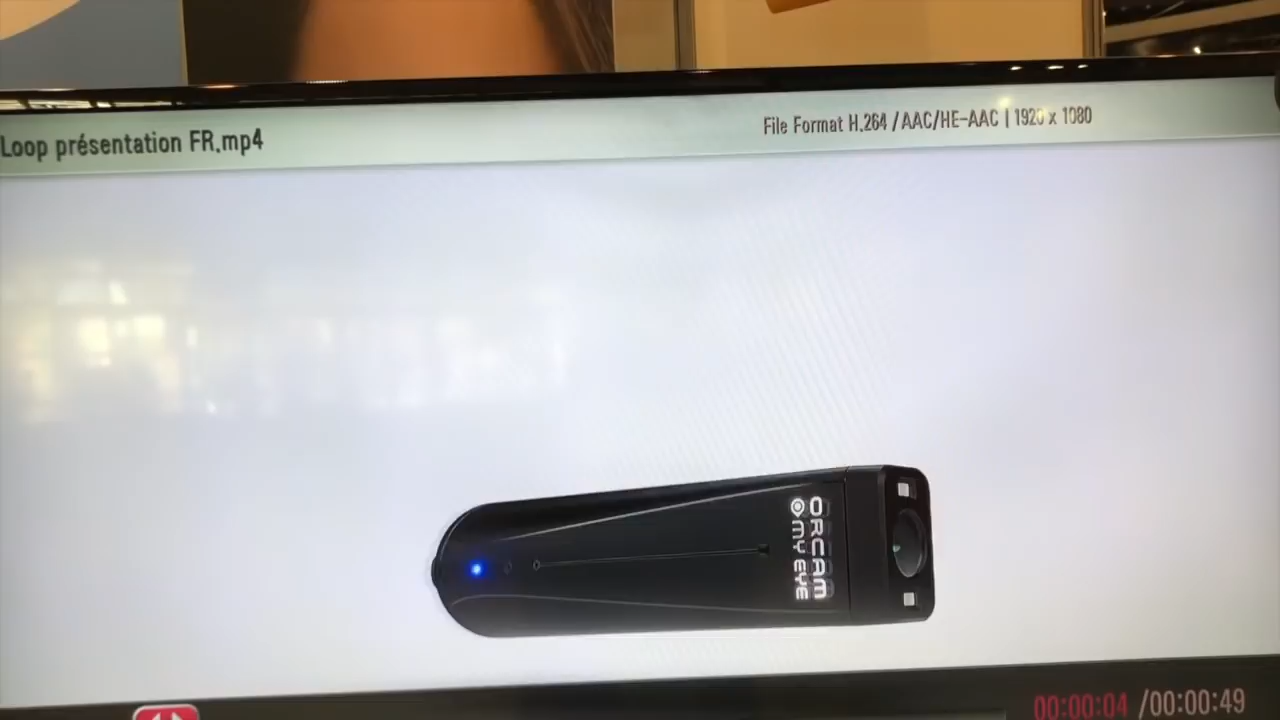 Loop présentation FR.mp4
File Format H.264 / AAC/HE-AAC | 1920 x 1080
ORCAM
MY EYE
00:00:04 / 00:00:49